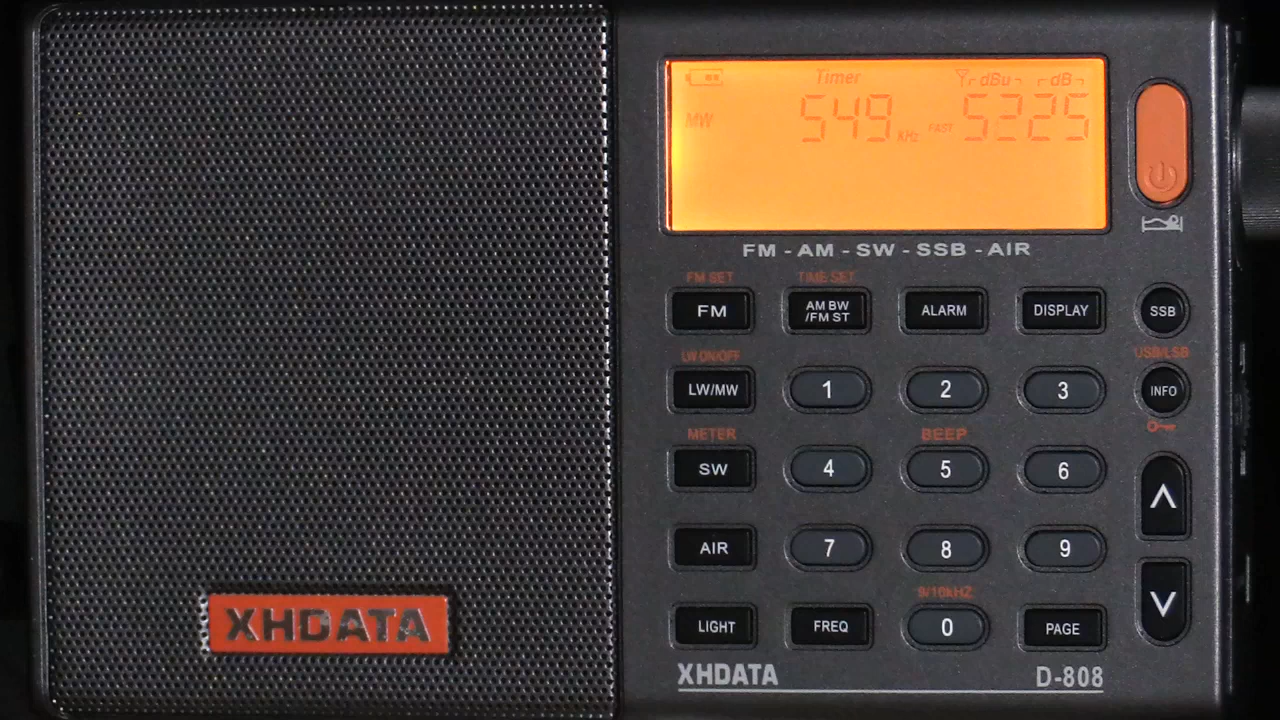 Timer dBu dB
MW 549 kHz FAST 5225
FM - AM - SW - SSB - AIR
FM SET TIME SET
FM AM BW /FM ST ALARM DISPLAY SSB
LW ON/OFF USB/LSB
LW/MW 1 2 3 INFO
METER BEEP
SW 4 5 6
AIR 7 8 9
9/10kHZ
LIGHT FREQ 0 PAGE
XHDATA
XHDATA D-808